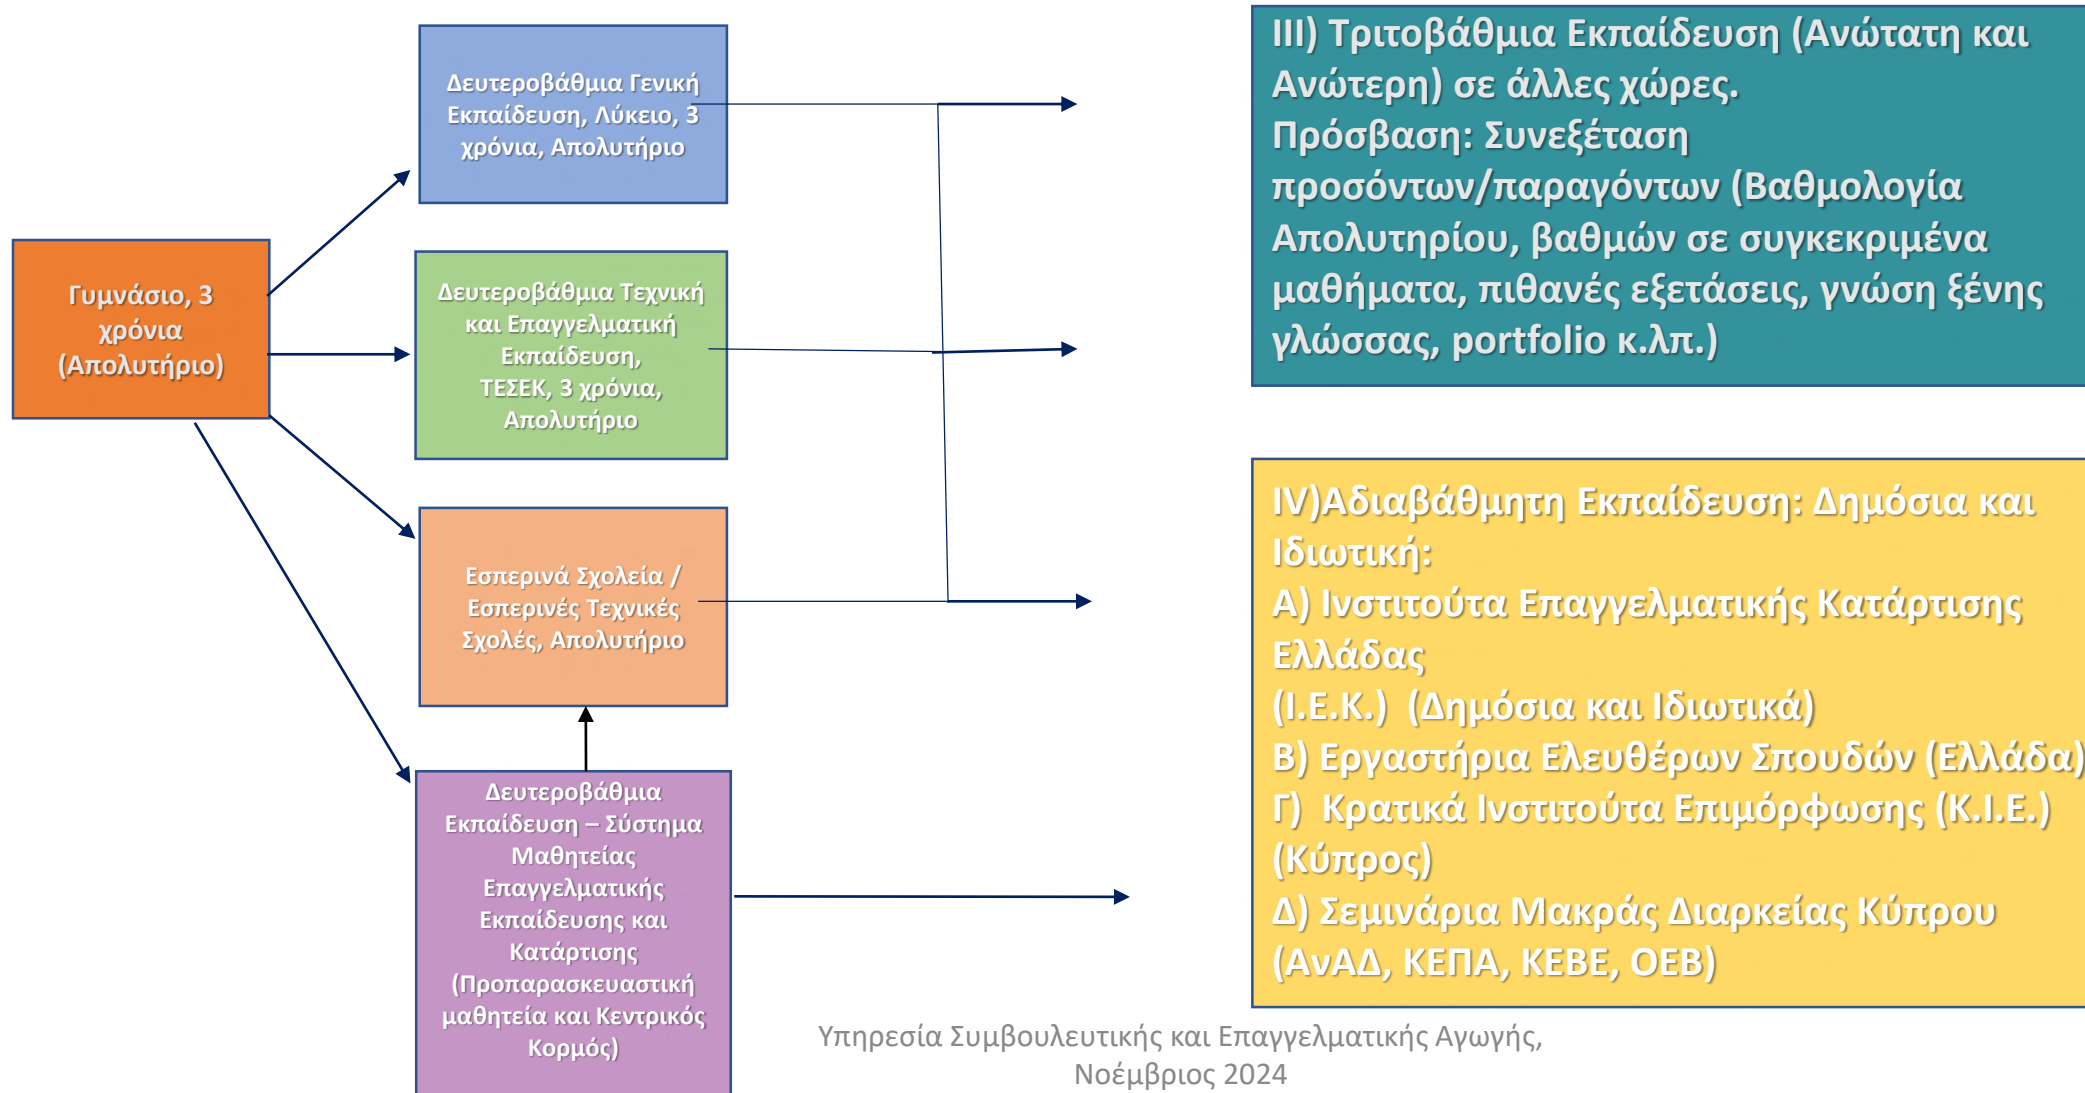 Γυμνάσιο, 3
χρόνια
(Απολυτήριο)
Δευτεροβάθμια Γενική
Εκπαίδευση, Λύκειο, 3
χρόνια, Απολυτήριο
Δευτεροβάθμια Τεχνική
και Επαγγελματική
Εκπαίδευση,
ΤΕΣΕΚ, 3 χρόνια,
Απολυτήριο
Εσπερινά Σχολεία /
Εσπερινές Τεχνικές
Σχολές, Απολυτήριο
Δευτεροβάθμια
Εκπαίδευση – Σύστημα
Μαθητείας
Επαγγελματικής
Εκπαίδευσης και
Κατάρτισης
(Προπαρασκευαστική
μαθητεία και Κεντρικός
Κορμός)
III) Τριτοβάθμια Εκπαίδευση (Ανώτατη και
Ανώτερη) σε άλλες χώρες.
Πρόσβαση: Συνεξέταση
προσόντων/παραγόντων (Βαθμολογία
Απολυτηρίου, βαθμών σε συγκεκριμένα
μαθήματα, πιθανές εξετάσεις, γνώση ξένης
γλώσσας, portfolio κ.λπ.)
IV)Αδιαβάθμητη Εκπαίδευση: Δημόσια και
Ιδιωτική:
Α) Ινστιτούτα Επαγγελματικής Κατάρτισης
Ελλάδας
(Ι.Ε.Κ.) (Δημόσια και Ιδιωτικά)
Β) Εργαστήρια Ελευθέρων Σπουδών (Ελλάδα)
Γ) Κρατικά Ινστιτούτα Επιμόρφωσης (Κ.Ι.Ε.)
(Κύπρος)
Δ) Σεμινάρια Μακράς Διαρκείας Κύπρου
(ΑνΑΔ, ΚΕΠΑ, ΚΕΒΕ, ΟΕΒ)
Υπηρεσία Συμβουλευτικής και Επαγγελματικής Αγωγής,
Νοέμβριος 2024